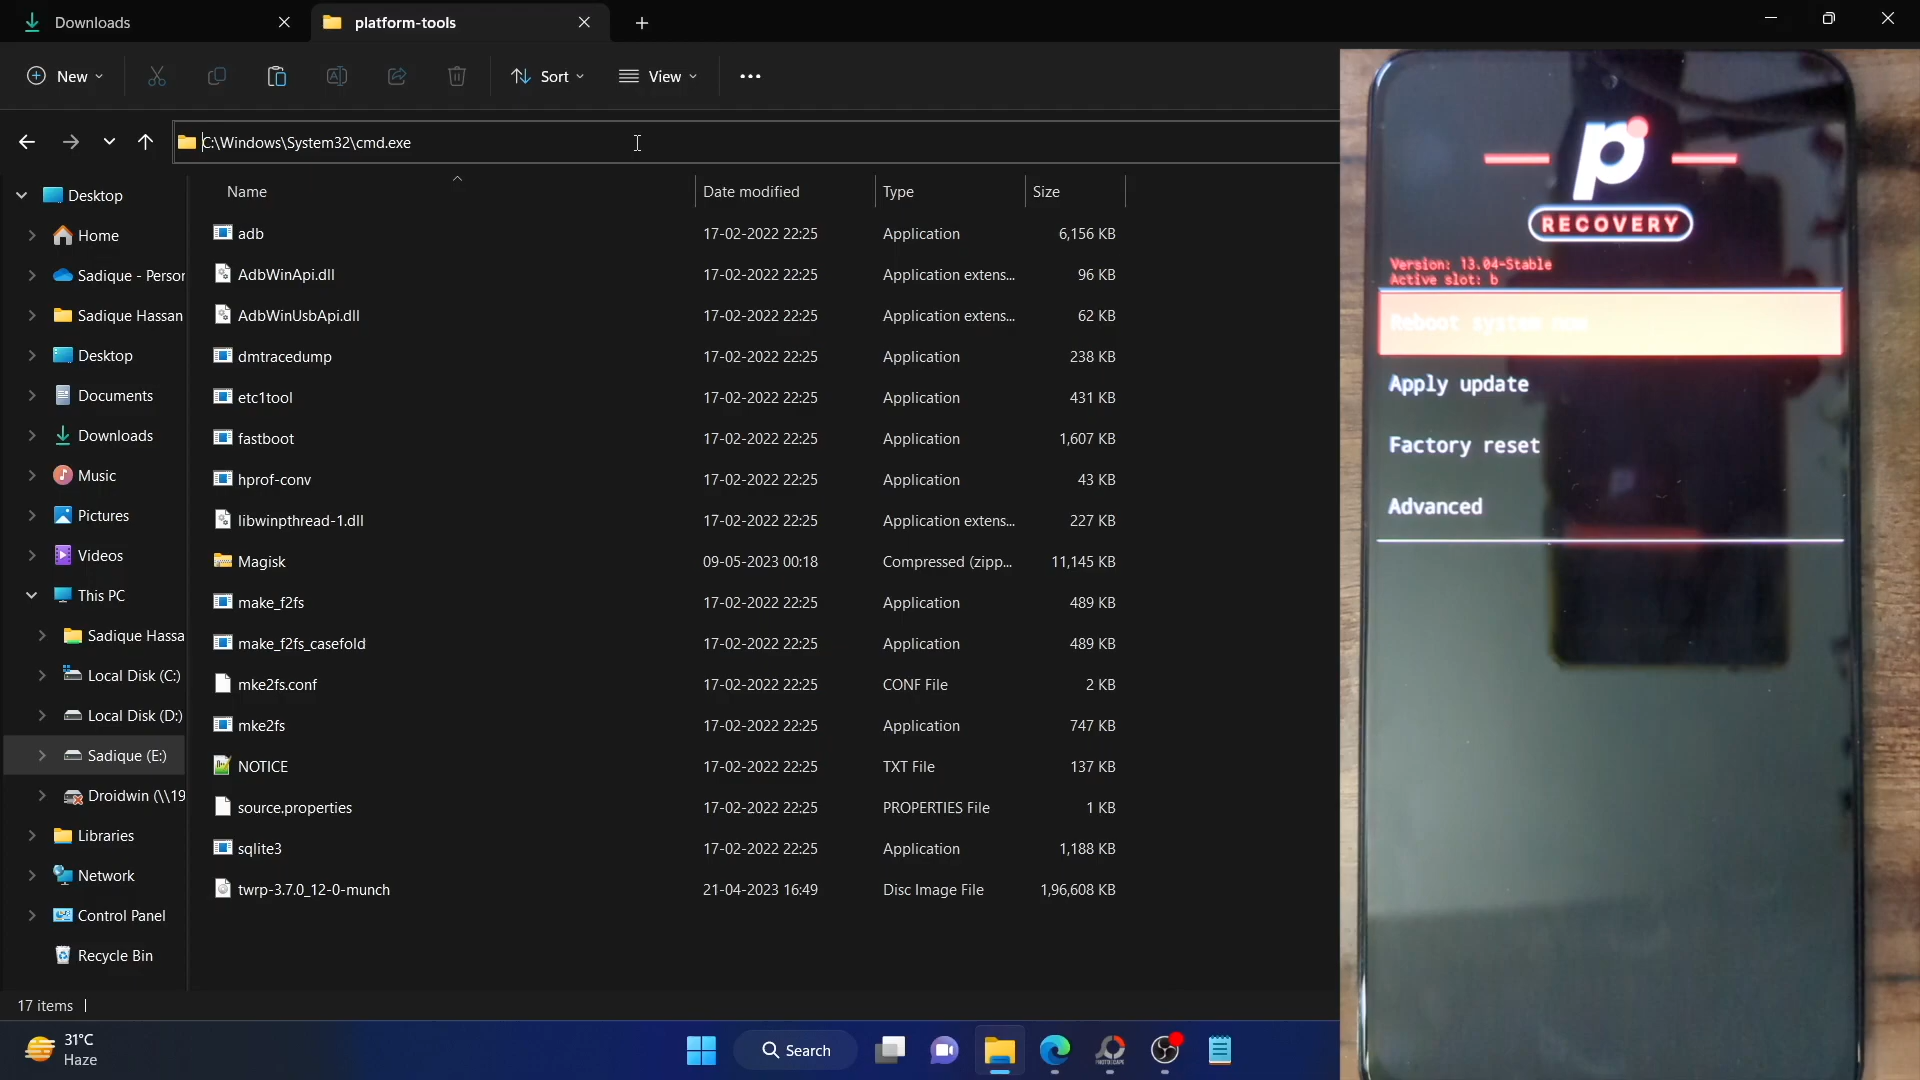 Downloads
platform-tools
New
Sort
View
C:\Windows\System32\cmd.exe
Name
Date modified
Type
Size
Desktop
Home
Sadique - Person
Sadique Hassan
Desktop
Documents
Downloads
Music
Pictures
Videos
This PC
Sadique Hassa
Local Disk (C:)
Local Disk (D:)
Sadique (E:)
Droidwin (\\19
Libraries
Network
Control Panel
Recycle Bin
adb 17-02-2022 22:25 Application 6,156 KB
AdbWinApi.dll 17-02-2022 22:25 Application extens... 96 KB
AdbWinUsbApi.dll 17-02-2022 22:25 Application extens... 62 KB
dmtracedump 17-02-2022 22:25 Application 238 KB
etc1tool 17-02-2022 22:25 Application 431 KB
fastboot 17-02-2022 22:25 Application 1,607 KB
hprof-conv 17-02-2022 22:25 Application 43 KB
libwinpthread-1.dll 17-02-2022 22:25 Application extens... 227 KB
Magisk 09-05-2023 00:18 Compressed (zipp... 11,145 KB
make_f2fs 17-02-2022 22:25 Application 489 KB
make_f2fs_casefold 17-02-2022 22:25 Application 489 KB
mke2fs.conf 17-02-2022 22:25 CONF File 2 KB
mke2fs 17-02-2022 22:25 Application 747 KB
NOTICE 17-02-2022 22:25 TXT File 137 KB
source.properties 17-02-2022 22:25 PROPERTIES File 1 KB
sqlite3 17-02-2022 22:25 Application 1,188 KB
twrp-3.7.0_12-0-munch 21-04-2023 16:49 Disc Image File 1,96,608 KB
17 items
31°C
Haze
Search
p
RECOVERY
Version: 13.04-Stable
Active slot: b
Reboot system now
Apply update
Factory reset
Advanced